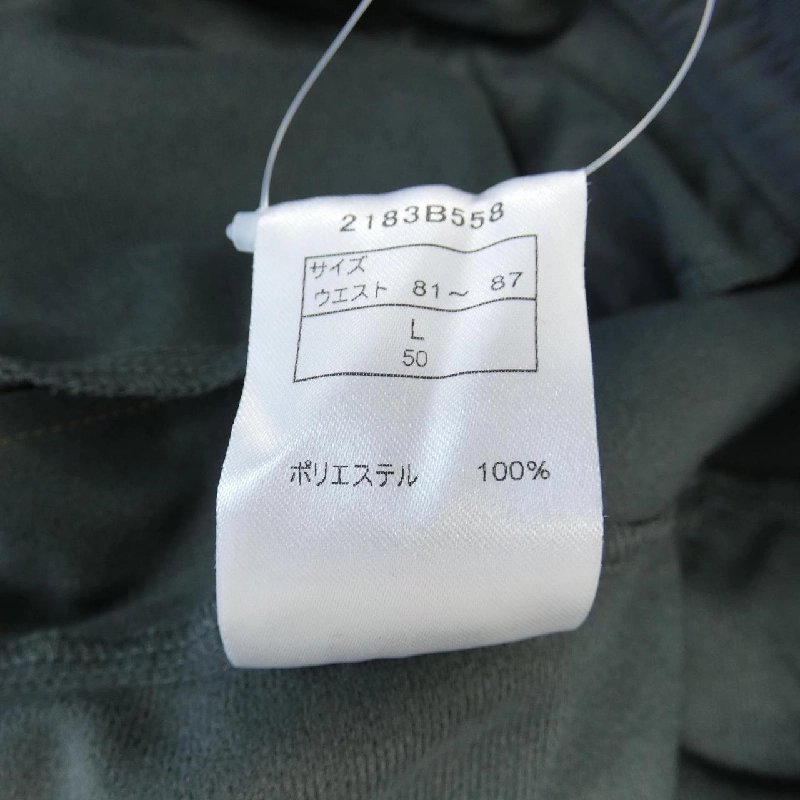 2183B558
サイズ
ウエスト 81～ 87
L
50
ポリエステル 100%